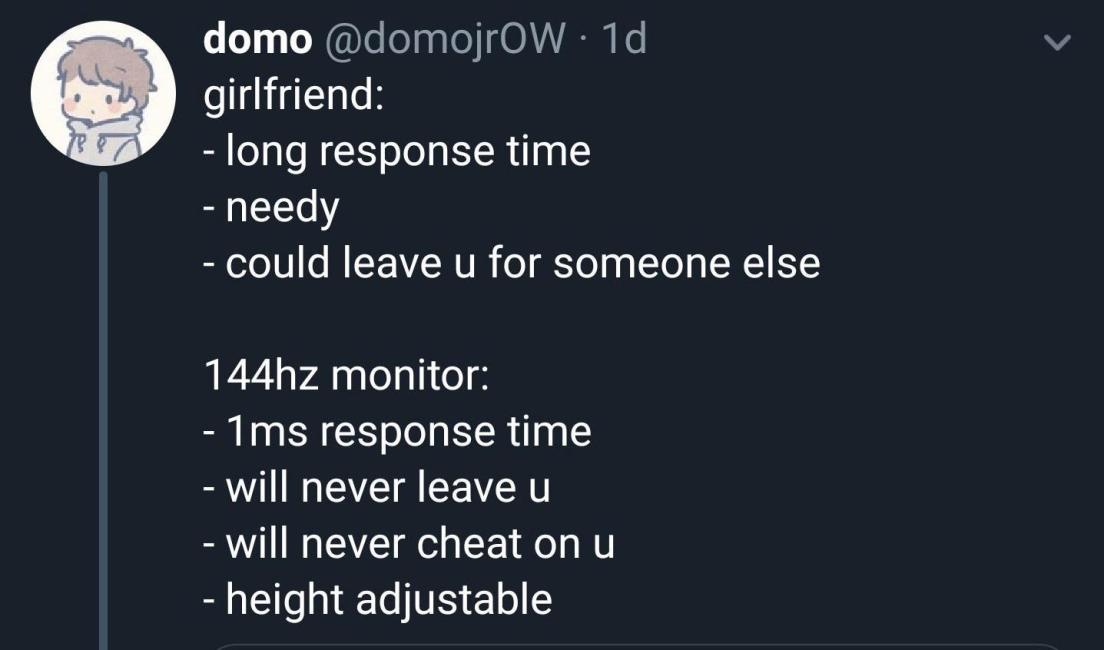 domo @domojrOW · 1d
girlfriend:
- long response time
- needy
- could leave u for someone else
144hz monitor:
- 1ms response time
- will never leave u
- will never cheat on u
- height adjustable